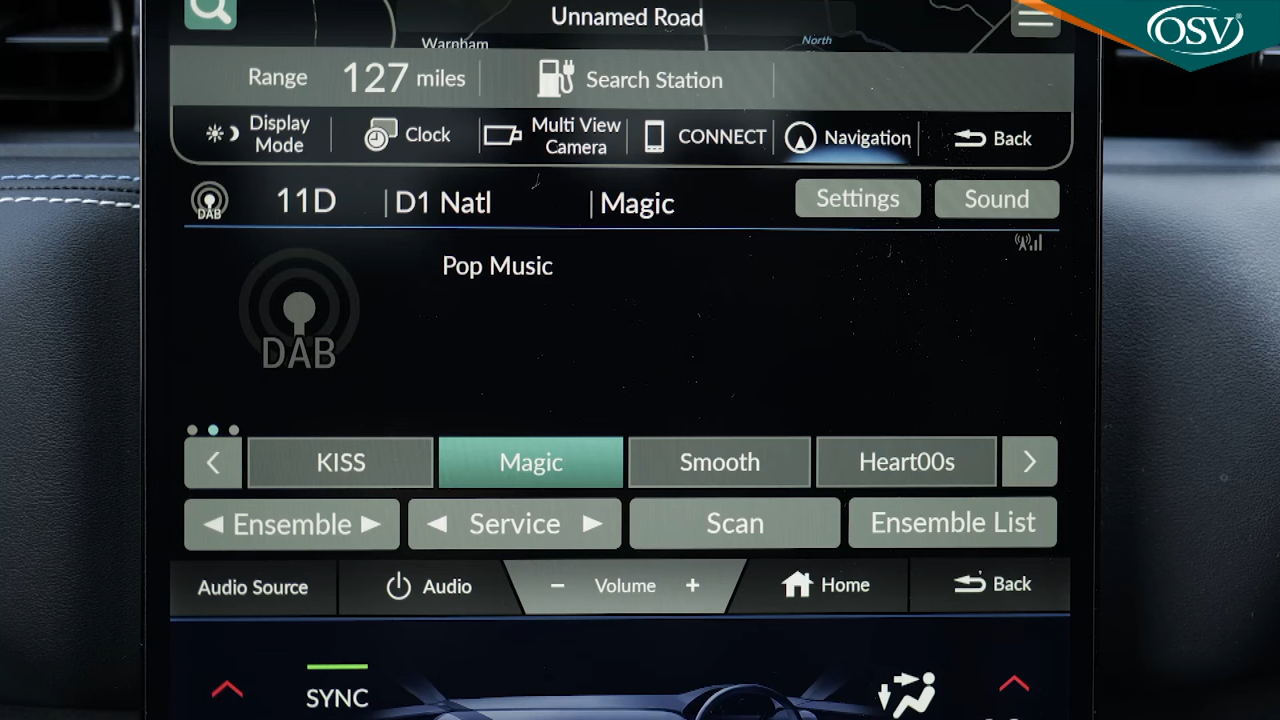 OSV
Unnamed Road
Warnham
North
Range 127 miles
Search Station
Display
Mode
Clock
Multi View
Camera
CONNECT
Navigation
Back
DAB
11D
D1 Natl
Magic
Settings
Sound
Pop Music
DAB
KISS
Magic
Smooth
Heart00s
Ensemble
Service
Scan
Ensemble List
Audio Source
Audio
- Volume +
Home
Back
SYNC